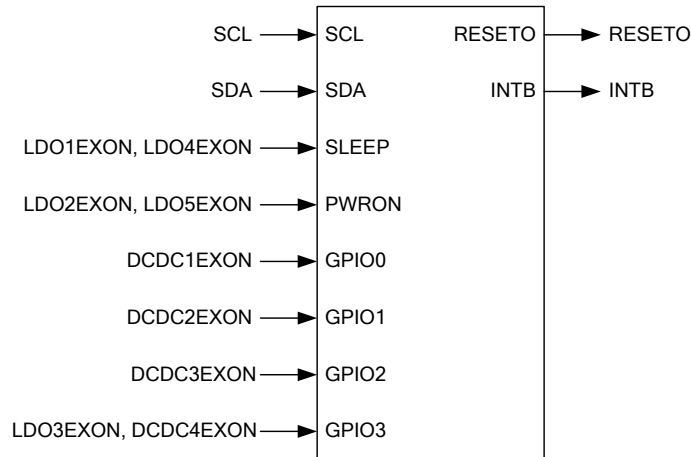 SCL SCL RESETO RESETO
SDA SDA INTB INTB
LDO1EXON, LDO4EXON SLEEP
LDO2EXON, LDO5EXON PWRON
DCDC1EXON GPIO0
DCDC2EXON GPIO1
DCDC3EXON GPIO2
LDO3EXON, DCDC4EXON GPIO3